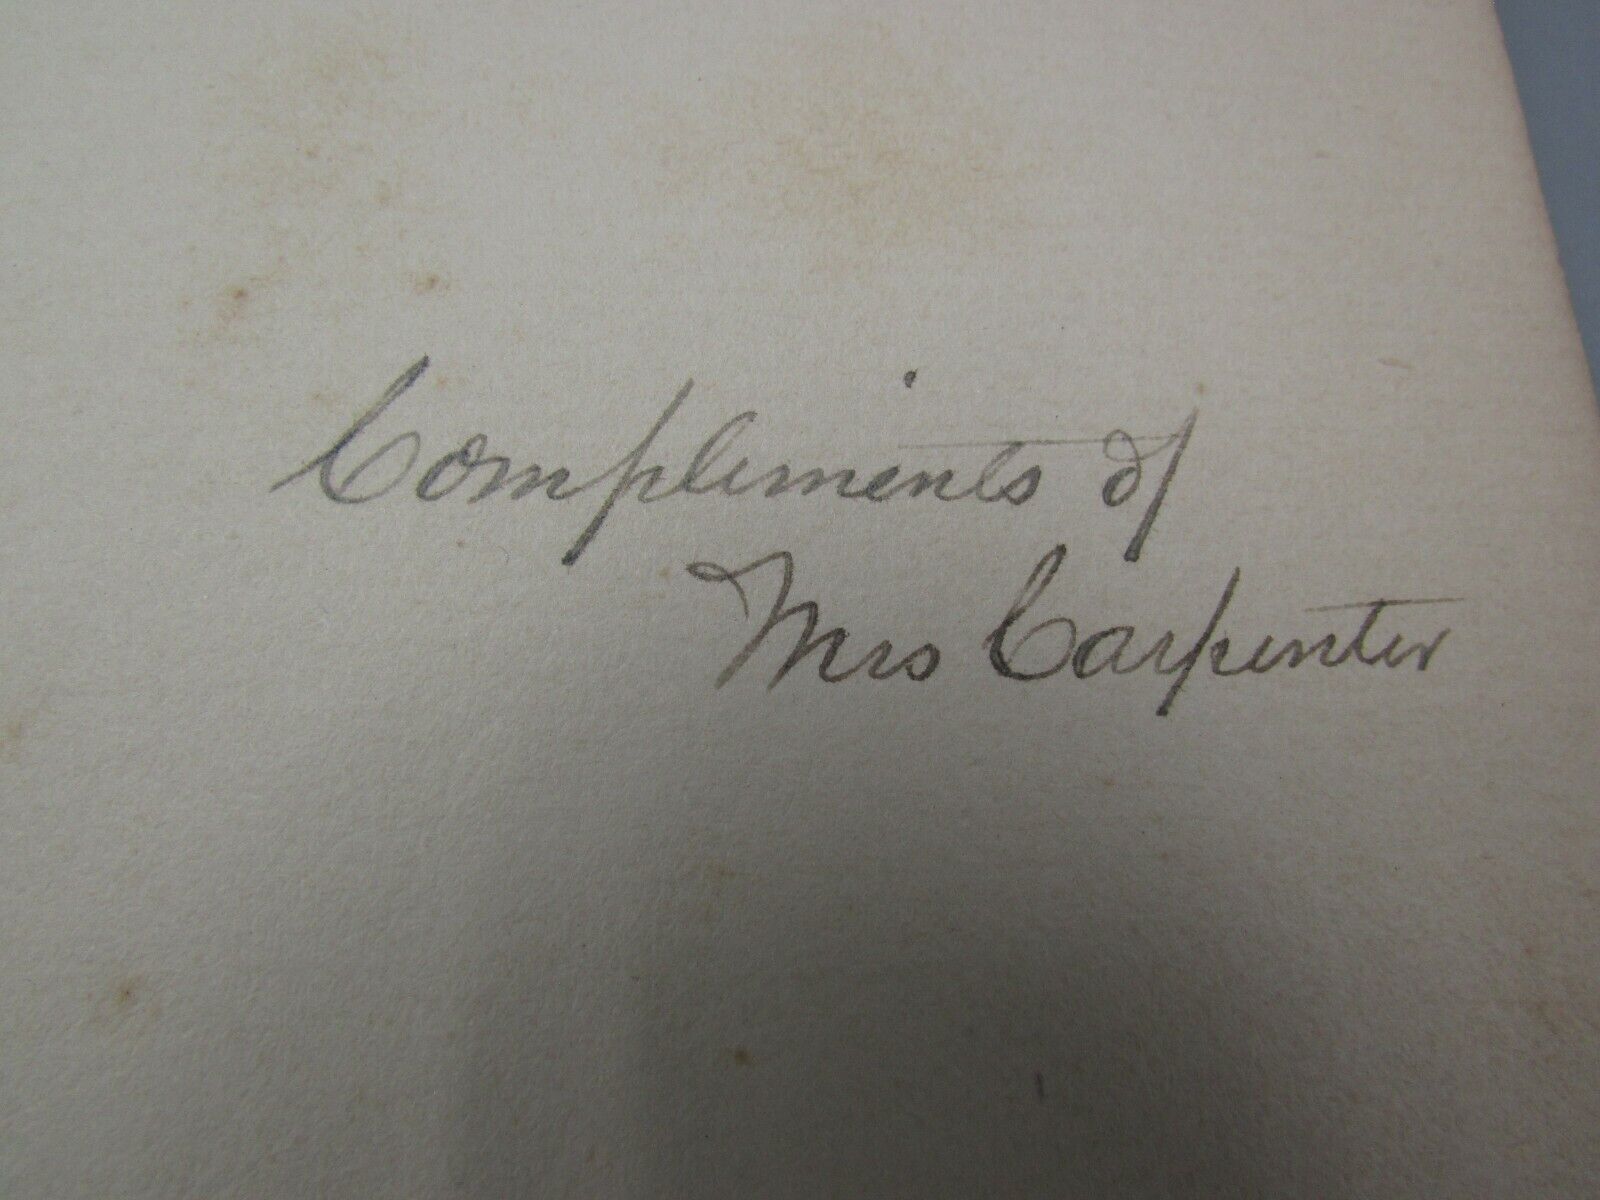 Compliments of
Mrs Carpenter